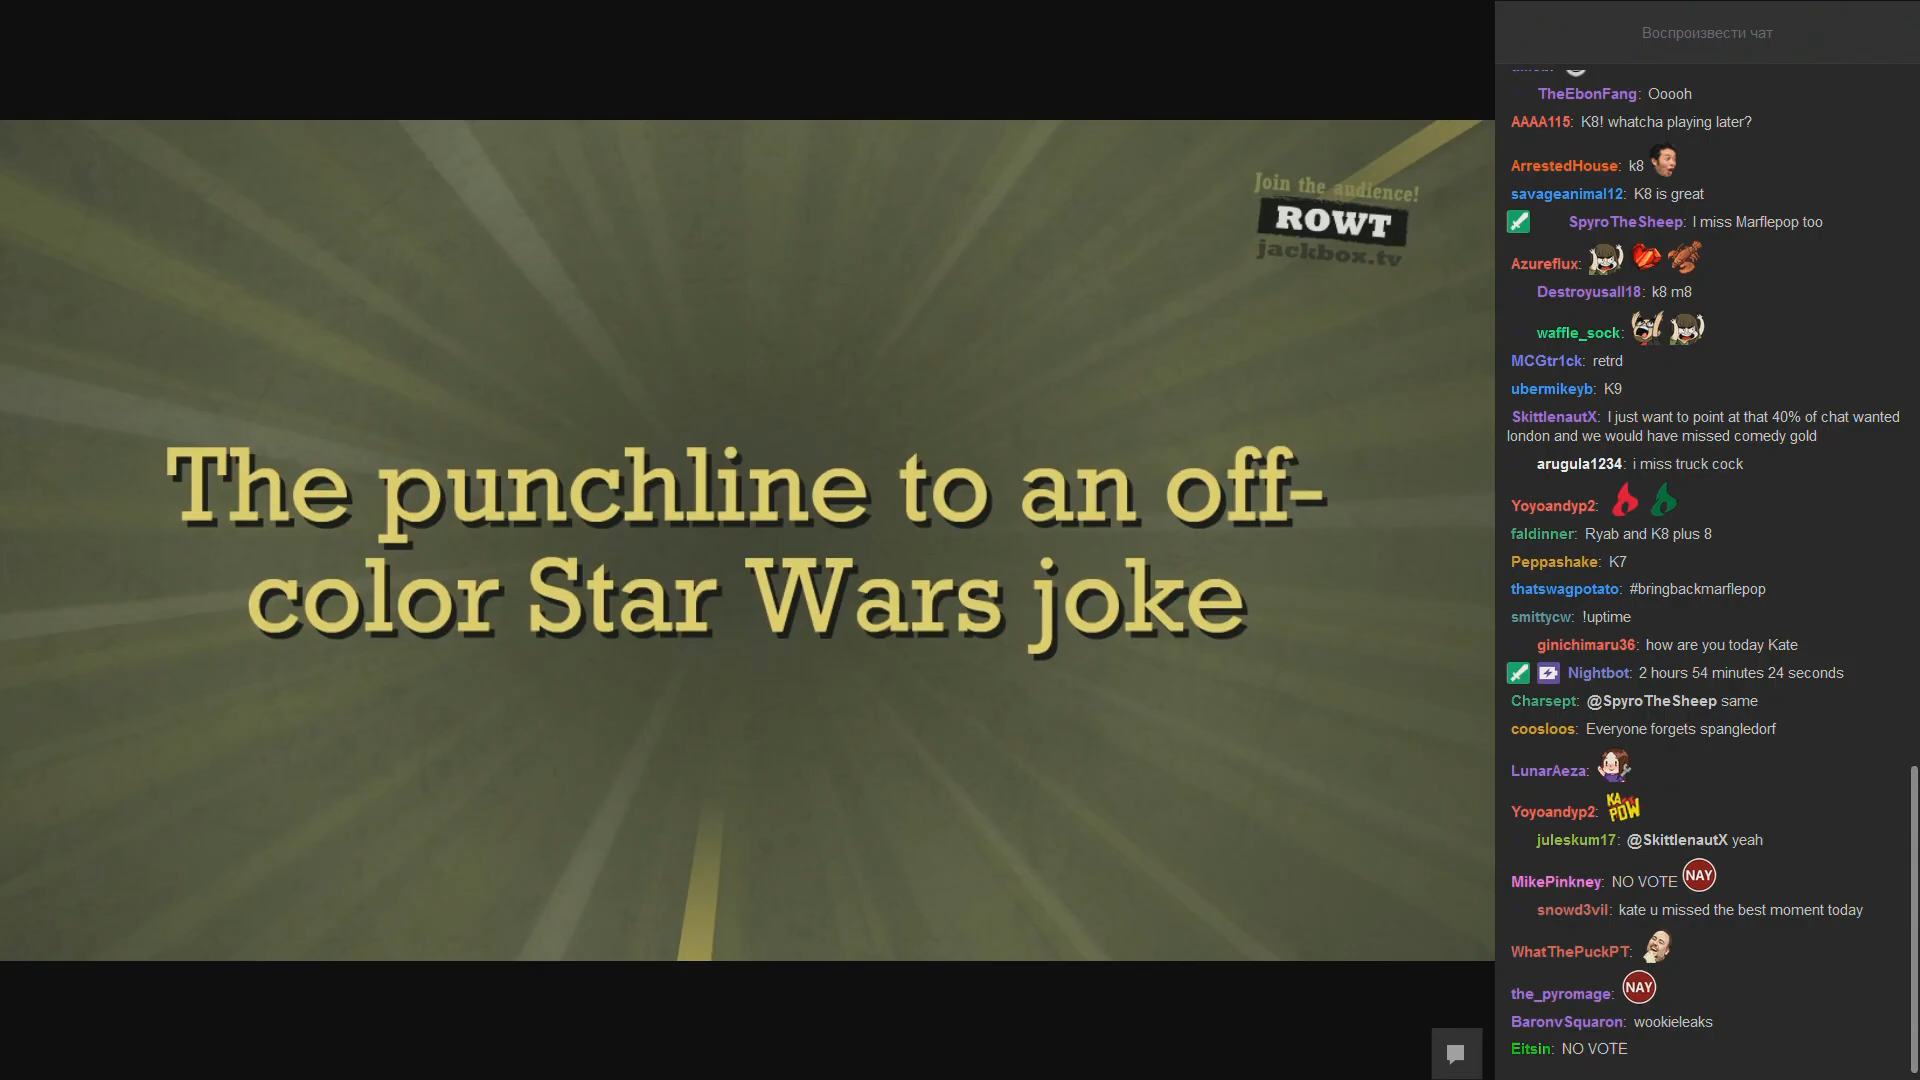 Join the audience!
ROWT
jackbox.tv
The punchline to an off-
color Star Wars joke
Воспроизвести чат
TheEbonFang: Ooooh
AAAA115: K8! whatcha playing later?
ArrestedHouse: k8
savageanimal12: K8 is great
SpyroTheSheep: I miss Marflepop too
Azureflux:
Destroyusall18: k8 m8
waffle_sock:
MCGtr1ck: retrd
ubermikeyb: K9
SkittlenautX: I just want to point at that 40% of chat wanted
london and we would have missed comedy gold
arugula1234: i miss truck cock
Yoyoandyp2:
faldinner: Ryab and K8 plus 8
Peppashake: K7
thatswagpotato: #bringbackmarflepop
smittycw: !uptime
ginichimaru36: how are you today Kate
Nightbot: 2 hours 54 minutes 24 seconds
Charsept: @SpyroTheSheep same
coosloos: Everyone forgets spangledorf
LunarAeza:
Yoyoandyp2: KA POW
juleskum17: @SkittlenautX yeah
MikePinkney: NO VOTE NAY
snowd3vil: kate u missed the best moment today
WhatThePuckPT:
the_pyromage: NAY
BaronvSquaron: wookieleaks
Eitsin: NO VOTE